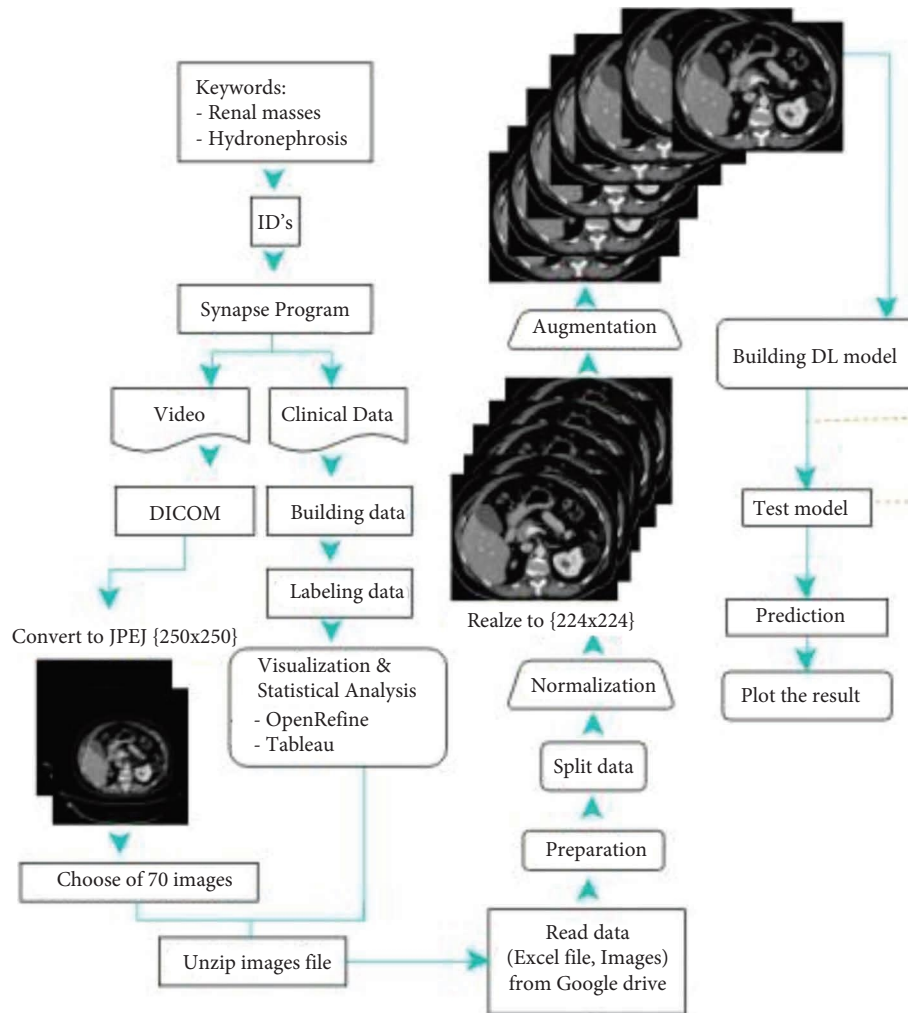 Keywords:
- Renal masses
- Hydronephrosis
ID's
Synapse Program
Video
Clinical Data
DICOM
Building data
Labeling data
Convert to JPEJ {250x250}
Visualization &
Statistical Analysis
- OpenRefine
- Tableau
Choose of 70 images
Unzip images file
Read data
(Excel file, Images)
from Google drive
Preparation
Split data
Normalization
Realze to {224x224}
Augmentation
Building DL model
Test model
Prediction
Plot the result